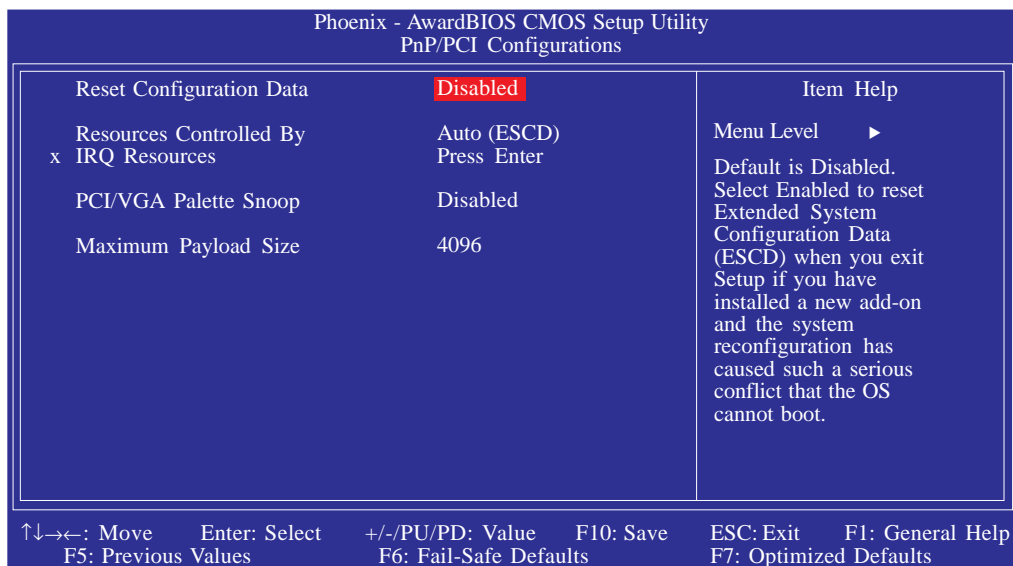 Phoenix - AwardBIOS CMOS Setup Utility
PnP/PCI Configurations
Reset Configuration Data Disabled
Resources Controlled By Auto (ESCD)
x IRQ Resources Press Enter
PCI/VGA Palette Snoop Disabled
Maximum Payload Size 4096
Item Help
Menu Level ►
Default is Disabled.
Select Enabled to reset
Extended System
Configuration Data
(ESCD) when you exit
Setup if you have
installed a new add-on
and the system
reconfiguration has
caused such a serious
conflict that the OS
cannot boot.
↑↓→←: Move Enter: Select +/-/PU/PD: Value F10: Save ESC: Exit F1: General Help
F5: Previous Values F6: Fail-Safe Defaults F7: Optimized Defaults